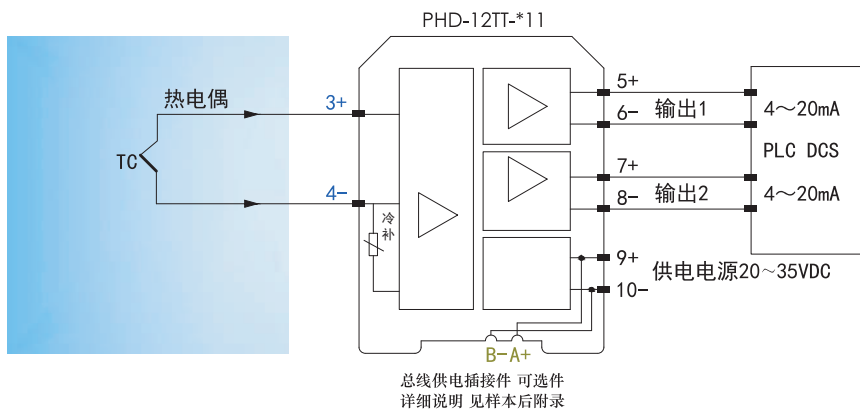 PHD-12TT-*11
热电偶
3+
5+
输出1
4～20mA
6-
TC
PLC DCS
7+
4-
输出2
4～20mA
8-
冷补
9+
供电电源20～35VDC
10-
B-A+
总线供电插接件 可选件
详细说明 见样本后附录